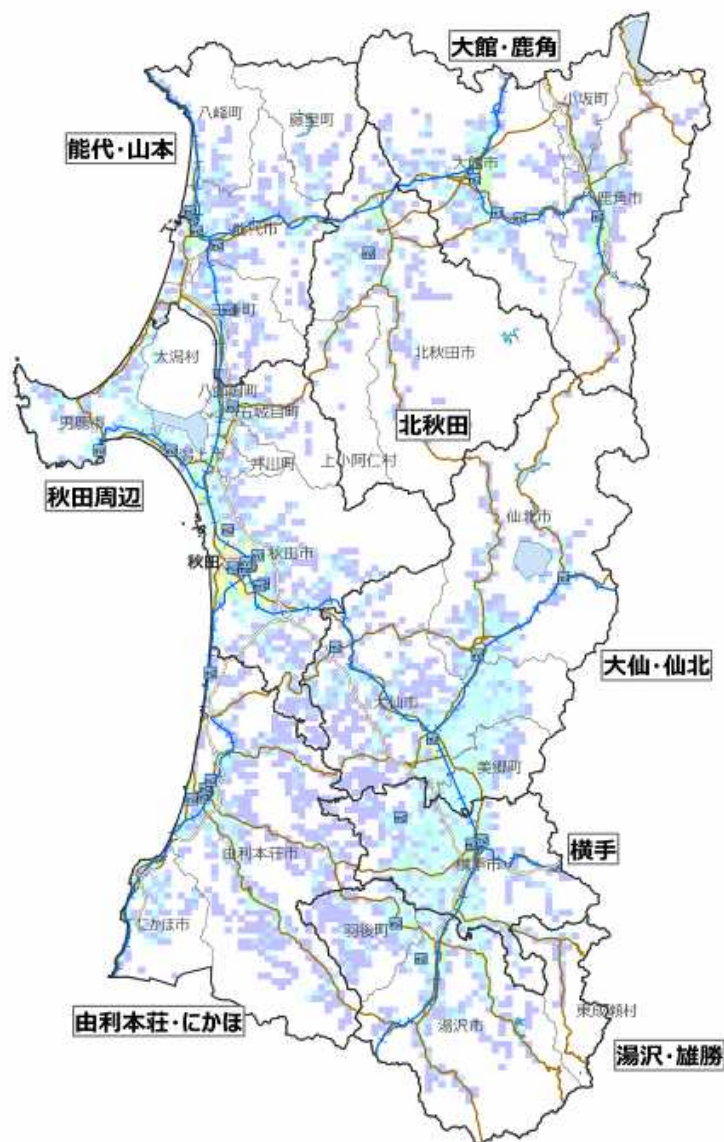 大館・鹿角
小坂町
八峰町
藤里町
能代・山本
大館市
鹿角市
能代市
三種町
大潟村
北秋田市
八郎潟町
五城目町
男鹿市
北秋田
潟上市
井川町
上小阿仁村
秋田周辺
仙北市
秋田市
秋田
大仙・仙北
大仙市
美郷町
横手
横手市
由利本荘市
にかほ市
羽後町
東成瀬村
由利本荘・にかほ
湯沢市
湯沢・雄勝